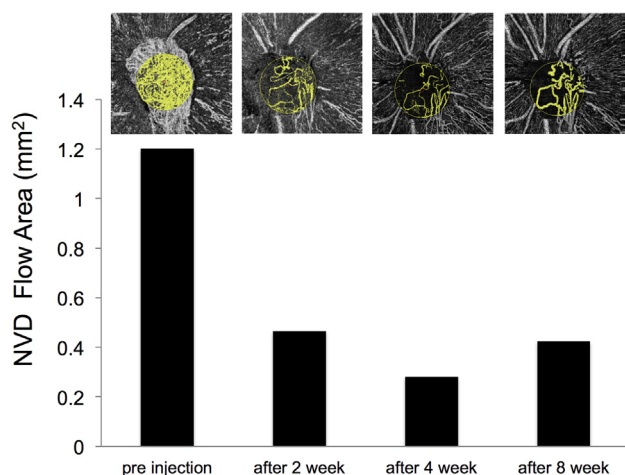 NVD Flow Area (mm²)
1.4
1.2
1
0.8
0.6
0.4
0.2
0
pre injection
after 2 week
after 4 week
after 8 week